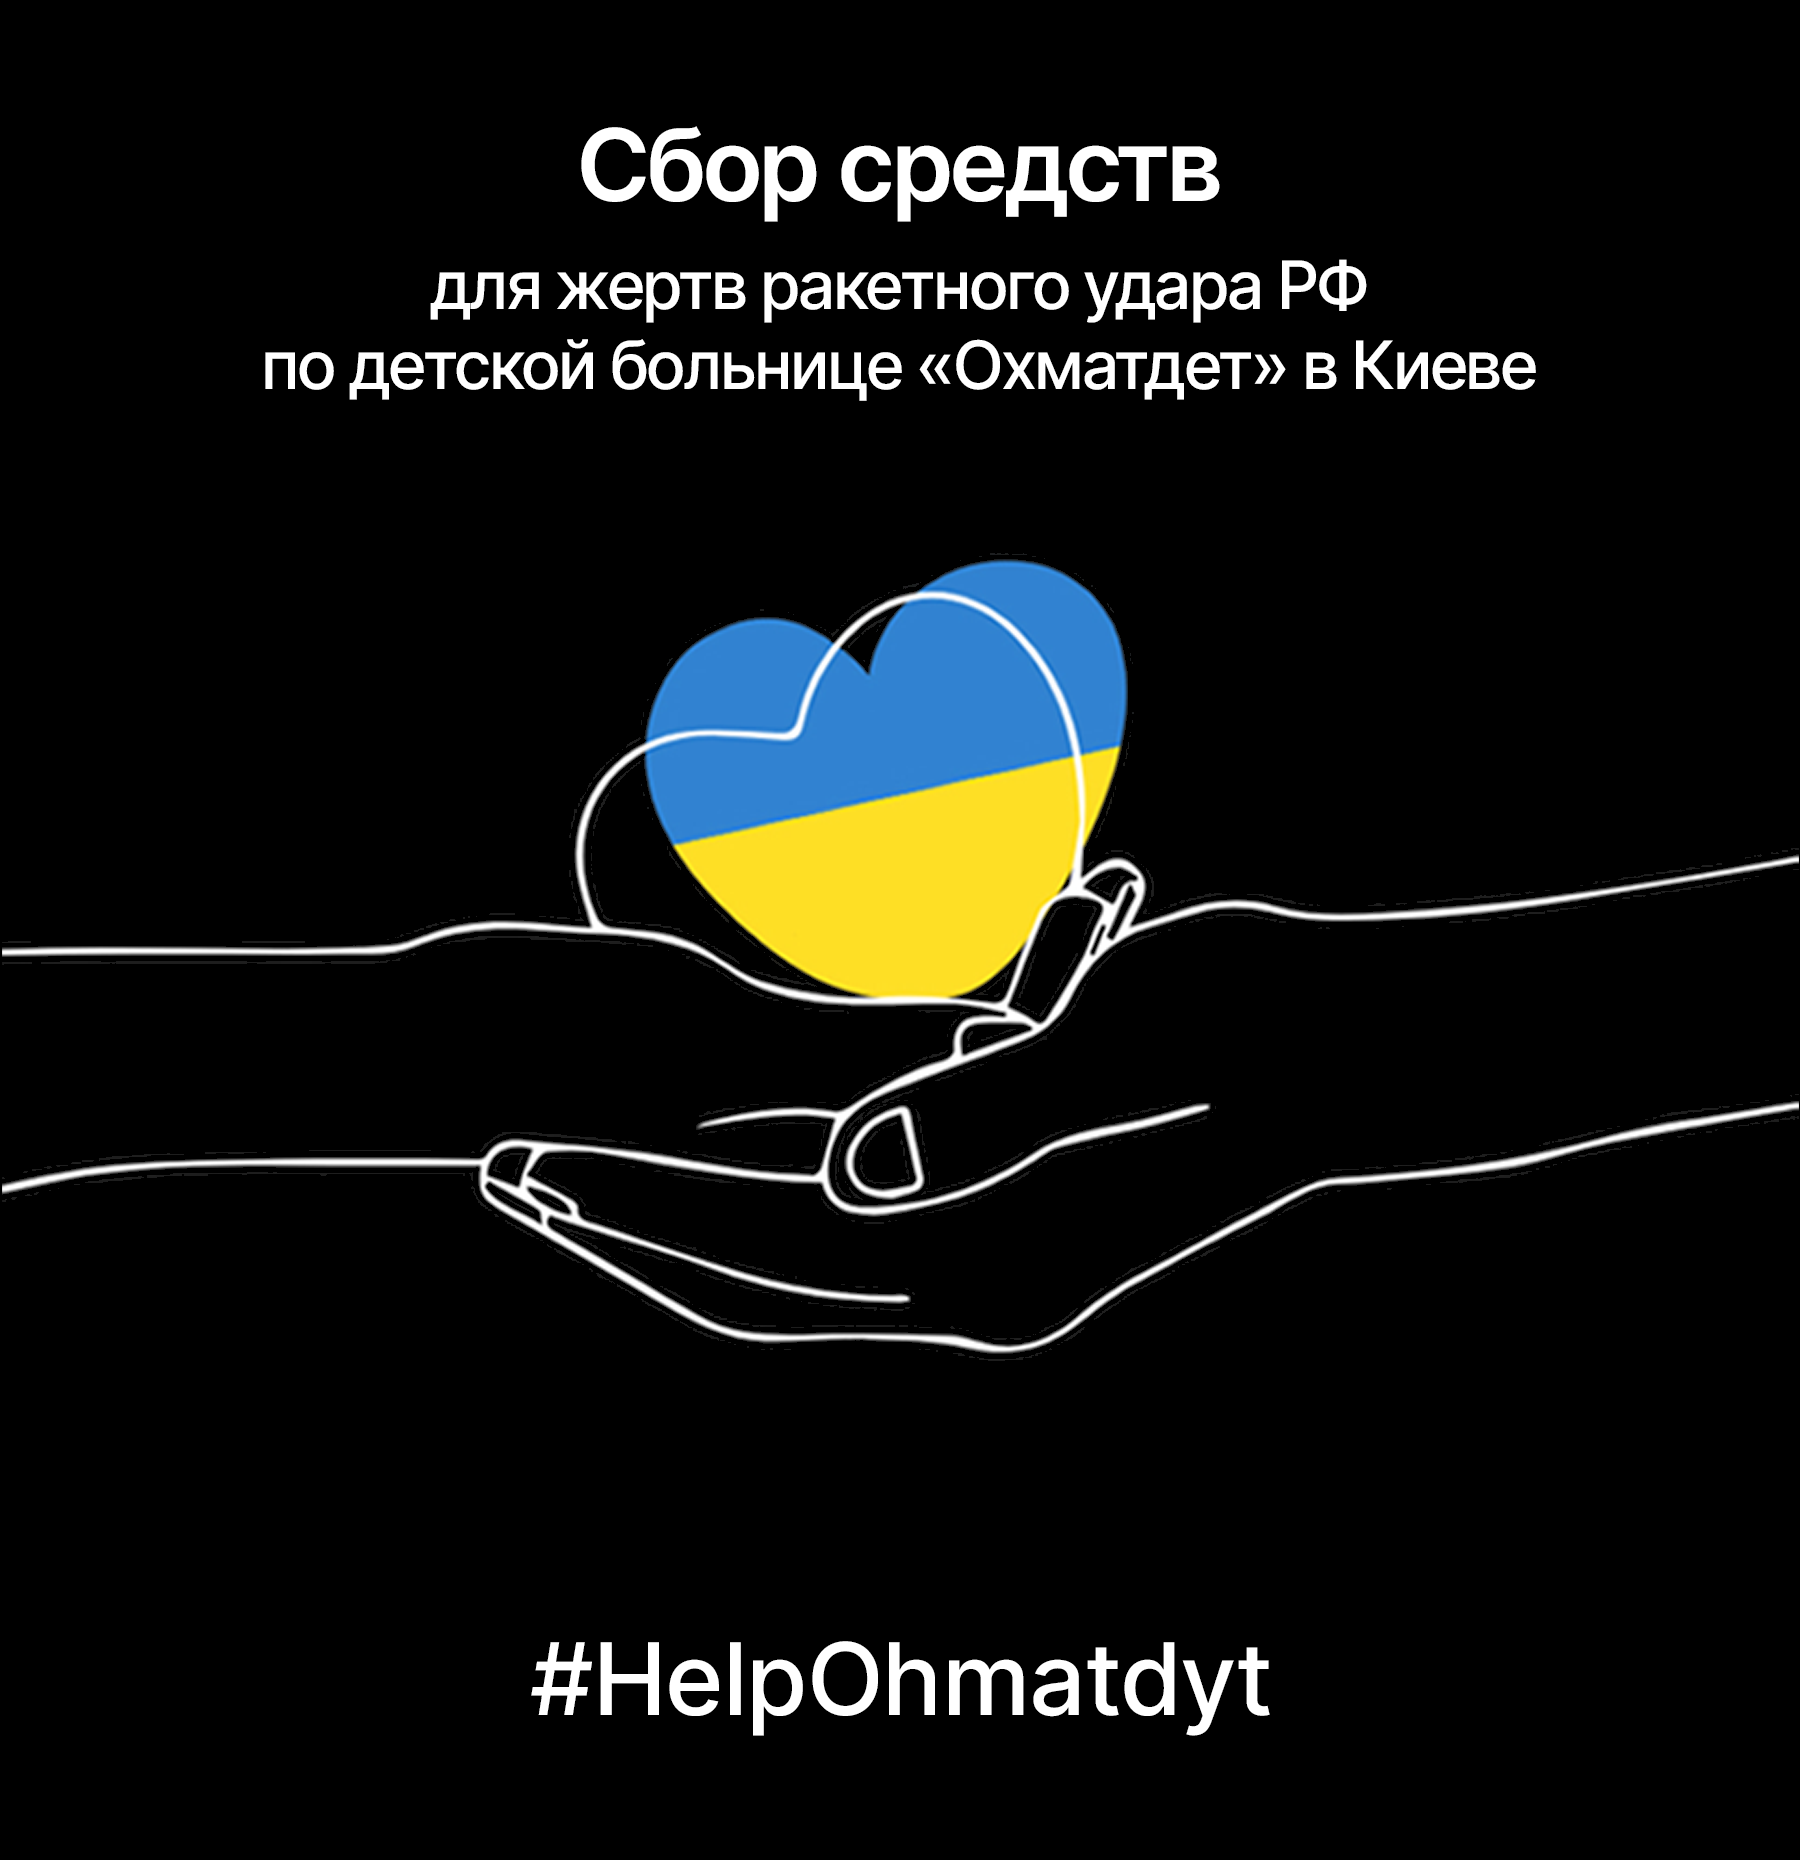 Сбор средств
для жертв ракетного удара РФ
по детской больнице «Охматдет» в Киеве
#HelpOhmatdyt